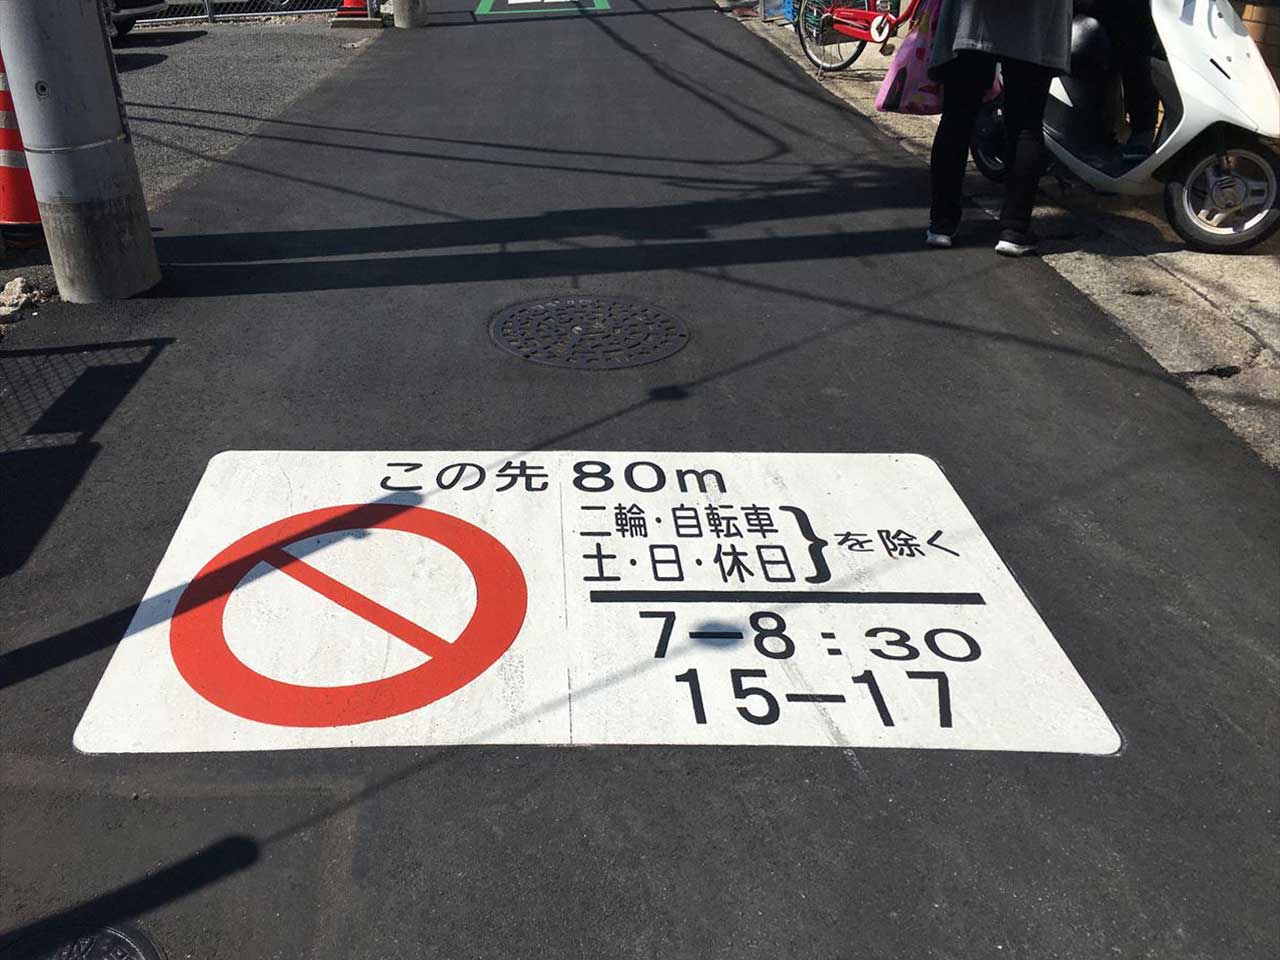 この先 80m
二輪・自転車
土・日・休日
}を除く
7-8:30
15-17